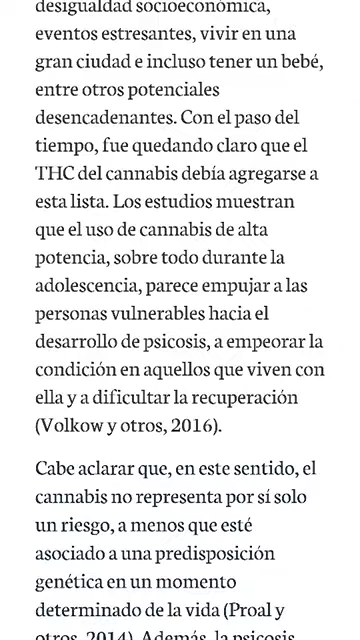 desigualdad socioeconómica,
eventos estresantes, vivir en una
gran ciudad e incluso tener un bebé,
entre otros potenciales
desencadenantes. Con el paso del
tiempo, fue quedando claro que el
THC del cannabis debía agregarse a
esta lista. Los estudios muestran
que el uso de cannabis de alta
potencia, sobre todo durante la
adolescencia, parece empujar a las
personas vulnerables hacia el
desarrollo de psicosis, a empeorar la
condición en aquellos que viven con
ella y a dificultar la recuperación
(Volkow y otros, 2016).
Cabe aclarar que, en este sentido, el
cannabis no representa por sí solo
un riesgo, a menos que esté
asociado a una predisposición
genética en un momento
determinado de la vida (Proal y
otros, 2014). Además, la psicosis